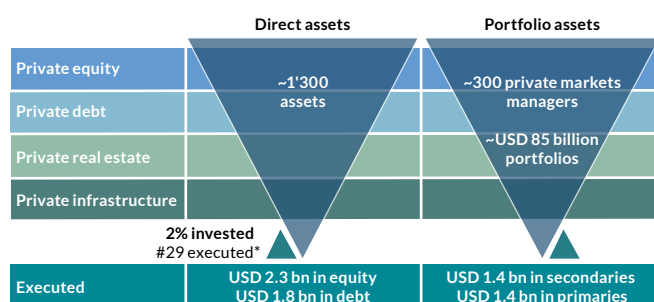 Direct assets
Portfolio assets
Private equity
~1'300
assets
~300 private markets
managers
Private debt
Private real estate
~USD 85 billion
portfolios
Private infrastructure
2% invested
#29 executed*
Executed
USD 2.3 bn in equity
USD 1.8 bn in debt
USD 1.4 bn in secondaries
USD 1.4 bn in primaries